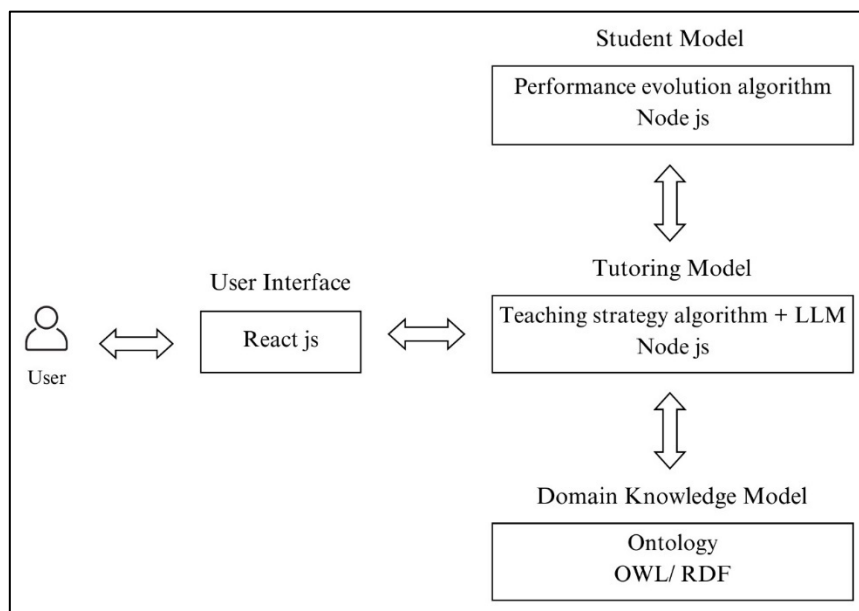 Student Model
Performance evolution algorithm
Node js
Tutoring Model
Teaching strategy algorithm + LLM
Node js
User Interface
React js
User
Domain Knowledge Model
Ontology
OWL/ RDF